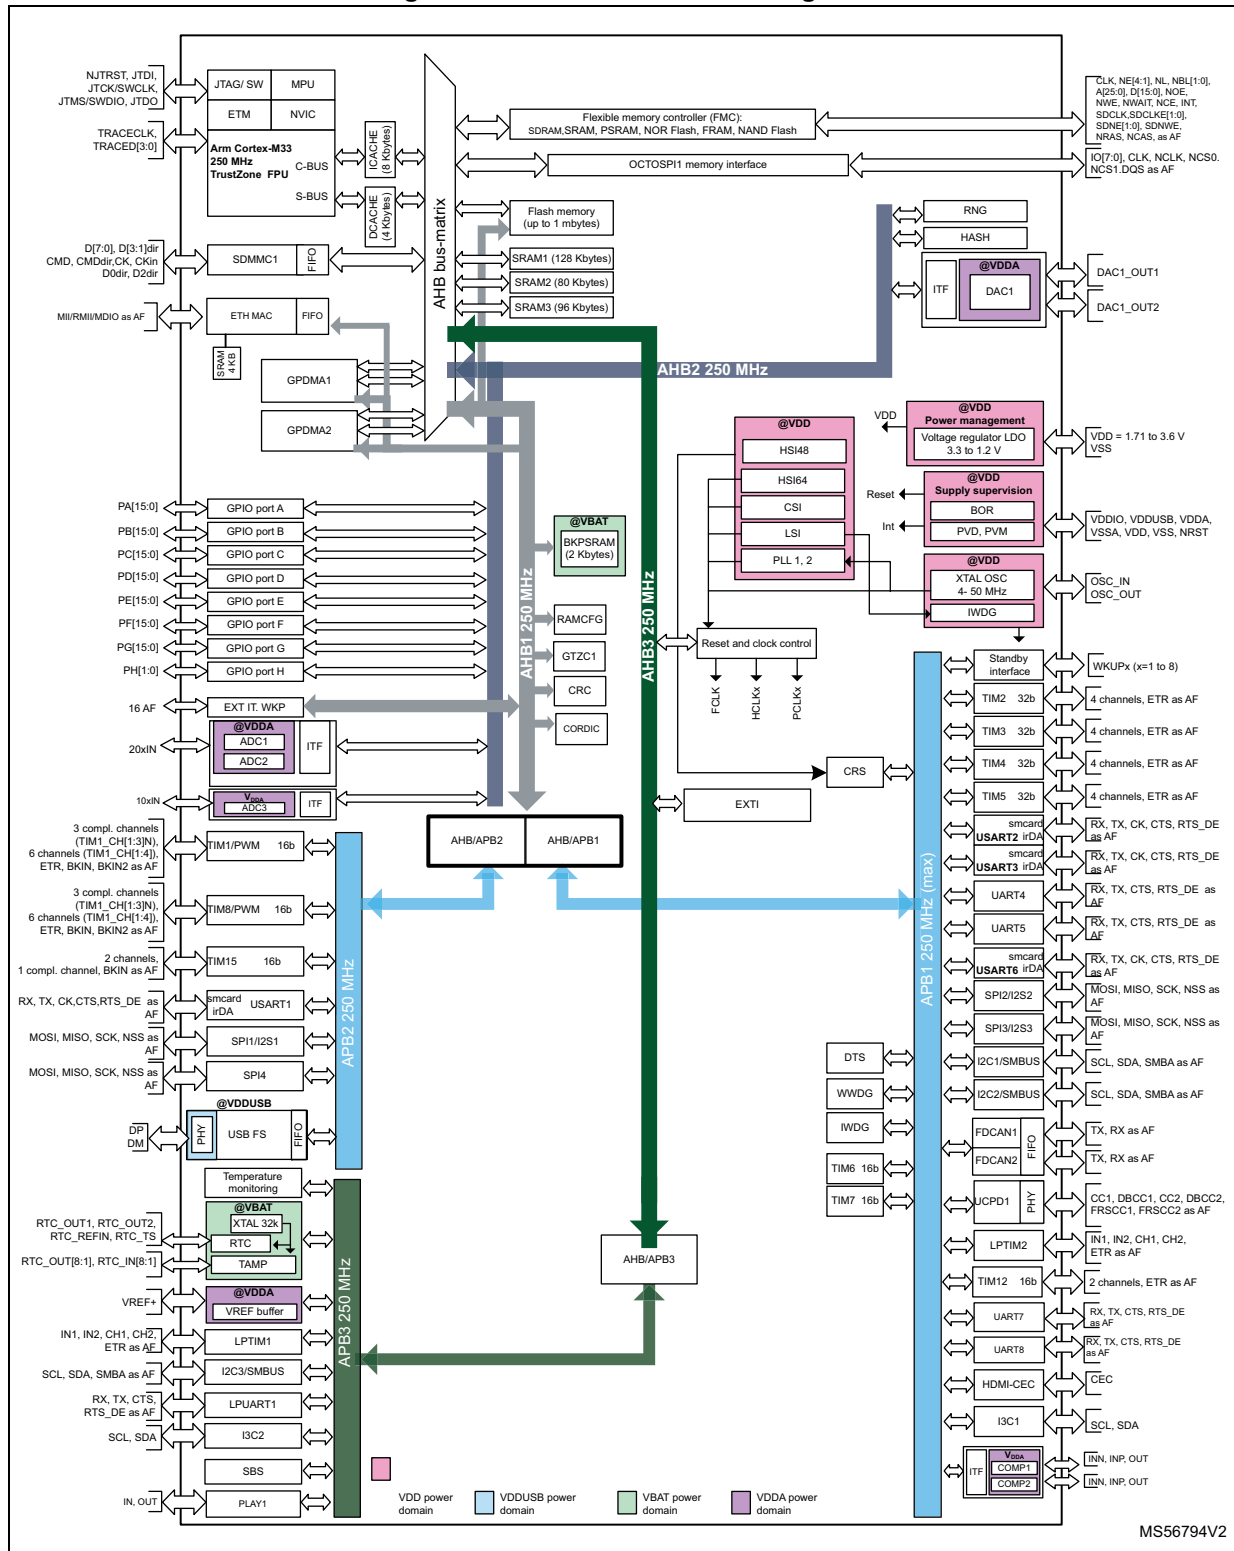 NJTRST, JTDI,
JTCK/SWCLK,
JTMS/SWDIO, JTDO
JTAG/ SW
MPU
ETM
NVIC
TRACECLK,
TRACED[3:0]
Arm Cortex-M33
250 MHz
TrustZone FPU
C-BUS
S-BUS
ICACHE
(8 Kbytes)
DCACHE
(4 Kbytes)
AHB bus-matrix
Flexible memory controller (FMC):
SDRAM,SRAM, PSRAM, NOR Flash, FRAM, NAND Flash
CLK, NE[4:1], NL, NBL[1:0],
A[25:0], D[15:0], NOE,
NWE, NWAIT, NCE, INT,
SDCLK,SDCLKE[1:0],
SDNE[1:0], SDNWE,
NRAS, NCAS, as AF
OCTOSPI1 memory interface
IO[7:0], CLK, NCLK, NCS0.
NCS1.DQS as AF
Flash memory
(up to 1 mbytes)
SRAM1 (128 Kbytes)
SRAM2 (80 Kbytes)
SRAM3 (96 Kbytes)
RNG
HASH
@VDDA
ITF
DAC1
DAC1_OUT1
DAC1_OUT2
D[7:0], D[3:1]dir
CMD, CMDdir,CK, CKin
D0dir, D2dir
SDMMC1
FIFO
MII/RMII/MDIO as AF
ETH MAC
FIFO
SRAM
4 KB
GPDMA1
GPDMA2
AHB2 250 MHz
AHB1 250 MHz
AHB3 250 MHz
@VDD
HSI48
HSI64
CSI
LSI
PLL 1, 2
VDD
@VDD
Power management
Voltage regulator LDO
3.3 to 1.2 V
VDD = 1.71 to 3.6 V
VSS
Reset
Int
@VDD
Supply supervision
BOR
PVD, PVM
VDDIO, VDDUSB, VDDA,
VSSA, VDD, VSS, NRST
@VDD
XTAL OSC
4- 50 MHz
IWDG
OSC_IN
OSC_OUT
PA[15:0]
GPIO port A
PB[15:0]
GPIO port B
PC[15:0]
GPIO port C
PD[15:0]
GPIO port D
PE[15:0]
GPIO port E
PF[15:0]
GPIO port F
PG[15:0]
GPIO port G
PH[1:0]
GPIO port H
16 AF
EXT IT. WKP
20xIN
@VDDA
ADC1
ADC2
ITF
10xIN
VDDA
ADC3
ITF
@VBAT
BKPSRAM
(2 Kbytes)
RAMCFG
GTZC1
CRC
CORDIC
Reset and clock control
FCLK
HCLKx
PCLKx
CRS
EXTI
AHB/APB2
AHB/APB1
AHB/APB3
3 compl. channels
(TIM1_CH[1:3]N),
6 channels (TIM1_CH[1:4]),
ETR, BKIN, BKIN2 as AF
TIM1/PWM 16b
3 compl. channels
(TIM1_CH[1:3]N),
6 channels (TIM1_CH[1:4]),
ETR, BKIN, BKIN2 as AF
TIM8/PWM 16b
2 channels,
1 compl. channel, BKIN as AF
TIM15 16b
RX, TX, CK,CTS,RTS_DE as
AF
smcard
irDA
USART1
MOSI, MISO, SCK, NSS as
AF
SPI1/I2S1
MOSI, MISO, SCK, NSS as
AF
SPI4
@VDDUSB
DP
DM
PHY
USB FS
FIFO
APB2 250 MHz
Temperature
monitoring
@VBAT
XTAL 32k
RTC
TAMP
RTC_OUT1, RTC_OUT2,
RTC_REFIN, RTC_TS
RTC_OUT[8:1], RTC_IN[8:1]
@VDDA
VREF buffer
VREF+
IN1, IN2, CH1, CH2,
ETR as AF
LPTIM1
SCL, SDA, SMBA as AF
I2C3/SMBUS
RX, TX, CTS,
RTS_DE as AF
LPUART1
SCL, SDA
I3C2
SBS
IN, OUT
PLAY1
APB3 250 MHz
APB1 250 MHz (max)
DTS
WWDG
IWDG
TIM6 16b
TIM7 16b
Standby
interface
WKUPx (x=1 to 8)
TIM2 32b
4 channels, ETR as AF
TIM3 32b
4 channels, ETR as AF
TIM4 32b
4 channels, ETR as AF
TIM5 32b
4 channels, ETR as AF
smcard
USART2 irDA
RX, TX, CK, CTS, RTS_DE
as AF
smcard
USART3 irDA
RX, TX, CK, CTS, RTS_DE
as AF
UART4
RX, TX, CTS, RTS_DE as
AF
UART5
RX, TX, CTS, RTS_DE as
AF
smcard
USART6 irDA
RX, TX, CK, CTS, RTS_DE
as AF
SPI2/I2S2
MOSI, MISO, SCK, NSS as
AF
SPI3/I2S3
MOSI, MISO, SCK, NSS as
AF
I2C1/SMBUS
SCL, SDA, SMBA as AF
I2C2/SMBUS
SCL, SDA, SMBA as AF
FDCAN1
FDCAN2
FIFO
TX, RX as AF
TX, RX as AF
UCPD1
PHY
CC1, DBCC1, CC2, DBCC2,
FRSCC1, FRSCC2 as AF
LPTIM2
IN1, IN2, CH1, CH2,
ETR as AF
TIM12 16b
2 channels, ETR as AF
UART7
RX, TX, CTS, RTS_DE
as AF
UART8
RX, TX, CTS, RTS_DE
as AF
HDMI-CEC
CEC
I3C1
SCL, SDA
ITF
VDDA
COMP1
COMP2
INN, INP, OUT
INN, INP, OUT
VDD power
domain
VDDUSB power
domain
VBAT power
domain
VDDA power
domain
MS56794V2